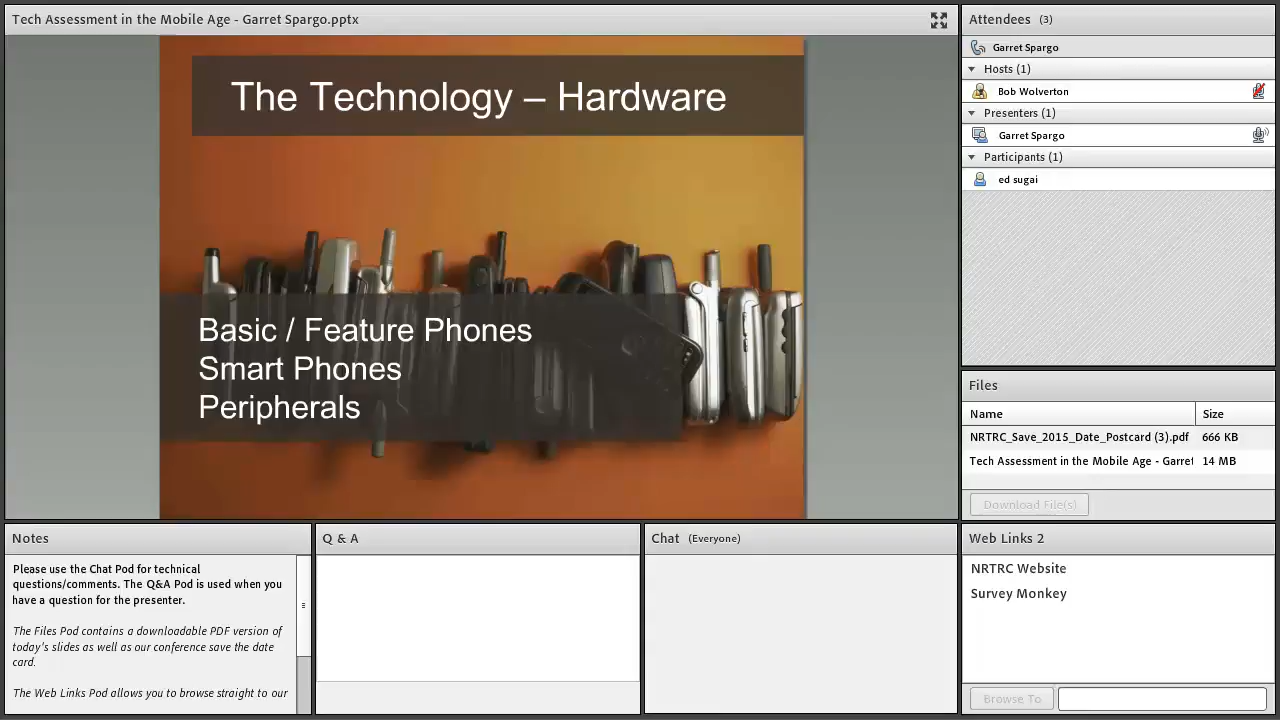 Tech Assessment in the Mobile Age - Garret Spargo.pptx
The Technology – Hardware
Basic / Feature Phones
Smart Phones
Peripherals
Attendees (3)
Garret Spargo
Hosts (1)
Bob Wolverton
Presenters (1)
Garret Spargo
Participants (1)
ed sugai
Files
Name Size
NRTRC_Save_2015_Date_Postcard (3).pdf 666 KB
Tech Assessment in the Mobile Age - Garret 14 MB
Download File(s)
Notes
Please use the Chat Pod for technical
questions/comments. The Q&A Pod is used when you
have a question for the presenter.
The Files Pod contains a downloadable PDF version of
today's slides as well as our conference save the date
card.
The Web Links Pod allows you to browse straight to our
Q & A
Chat (Everyone)
Web Links 2
NRTRC Website
Survey Monkey
Browse To